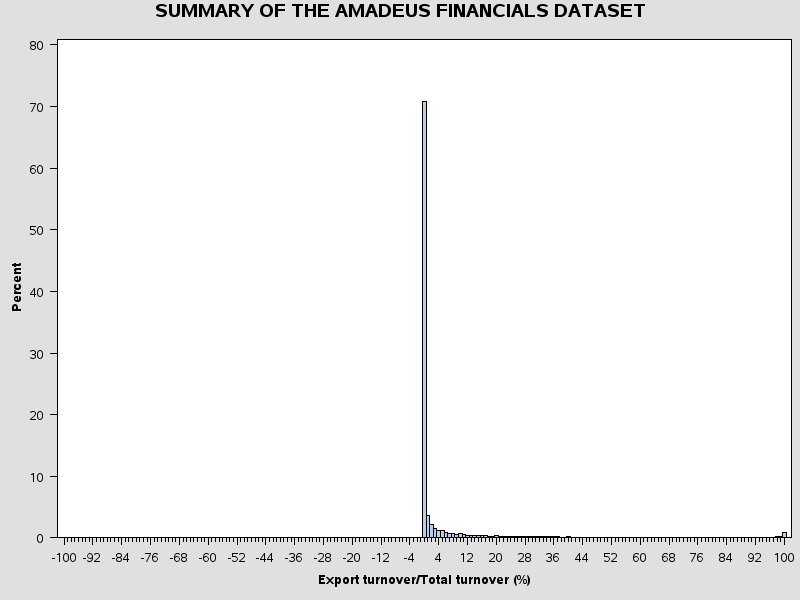 SUMMARY OF THE AMADEUS FINANCIALS DATASET
80
70
60
50
40
30
20
10
0
Percent
-100 -92 -84 -76 -68 -60 -52 -44 -36 -28 -20 -12 -4 4 12 20 28 36 44 52 60 68 76 84 92 100
Export turnover/Total turnover (%)